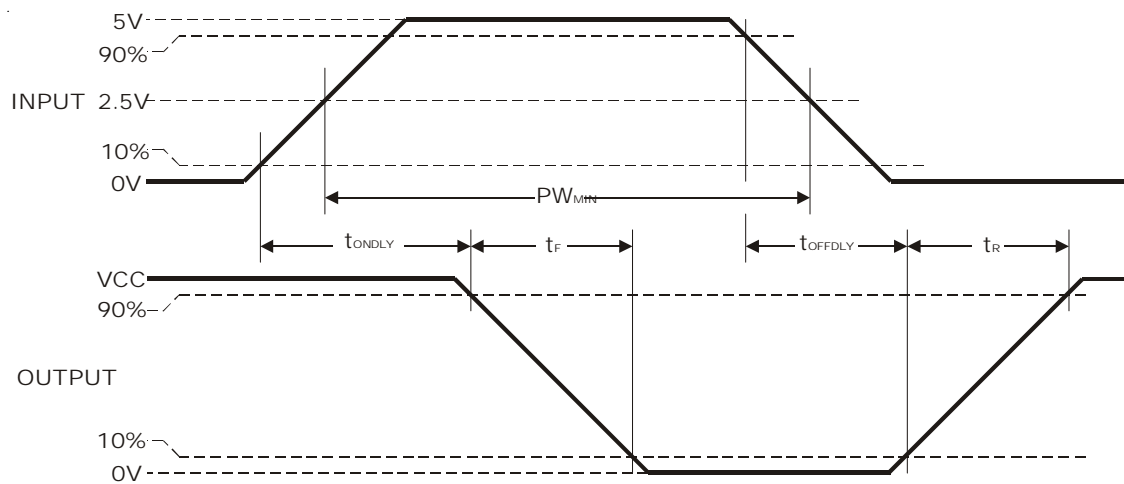 5V
90%
INPUT 2.5V
10%
0V
PWMIN
tONDLY tF tOFFDLY tR
VCC
90%
OUTPUT
10%
0V